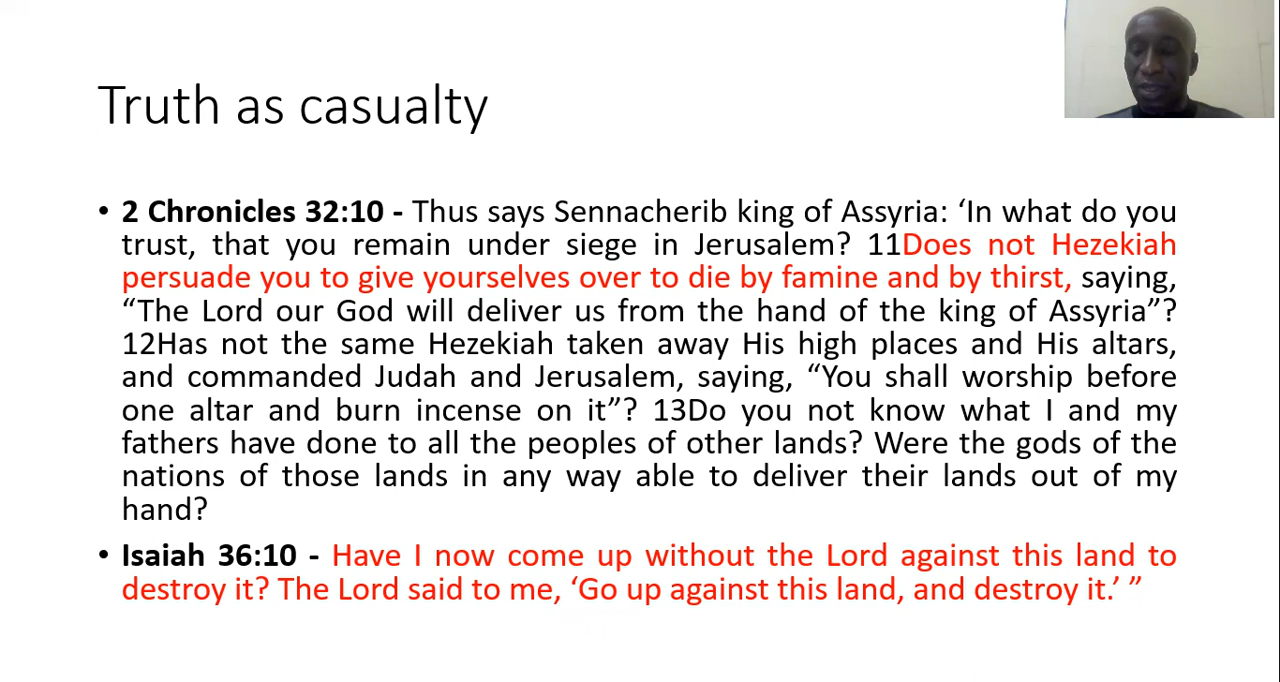 Truth as casualty
• 2 Chronicles 32:10 - Thus says Sennacherib king of Assyria: ‘In what do you
trust, that you remain under siege in Jerusalem? 11Does not Hezekiah
persuade you to give yourselves over to die by famine and by thirst, saying,
“The Lord our God will deliver us from the hand of the king of Assyria”?
12Has not the same Hezekiah taken away His high places and His altars,
and commanded Judah and Jerusalem, saying, “You shall worship before
one altar and burn incense on it”? 13Do you not know what I and my
fathers have done to all the peoples of other lands? Were the gods of the
nations of those lands in any way able to deliver their lands out of my
hand?
• Isaiah 36:10 - Have I now come up without the Lord against this land to
destroy it? The Lord said to me, ‘Go up against this land, and destroy it.’ ”